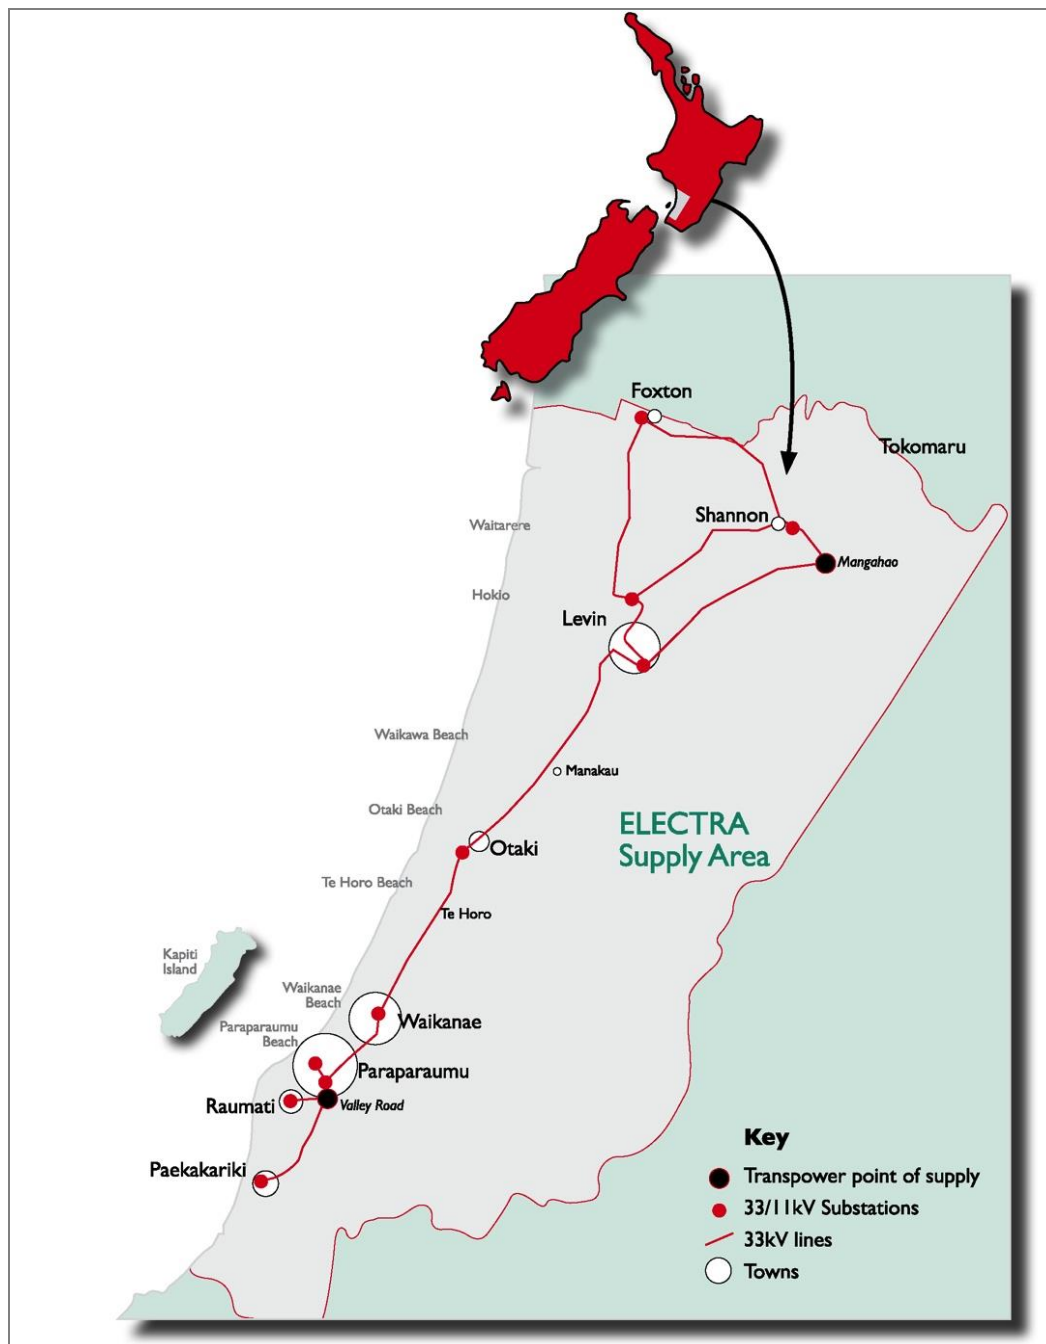 Foxton
Tokomaru
Shannon
Waitarere
Mangahao
Hokio
Levin
Waikawa Beach
Manakau
Otaki Beach
ELECTRA
Supply Area
Otaki
Te Horo Beach
Te Horo
Kapiti
Island
Waikanae
Beach
Waikanae
Paraparaumu
Beach
Paraparaumu
Raumati
Valley Road
Paekakariki
Key
Transpower point of supply
33/11kV Substations
33kV lines
Towns